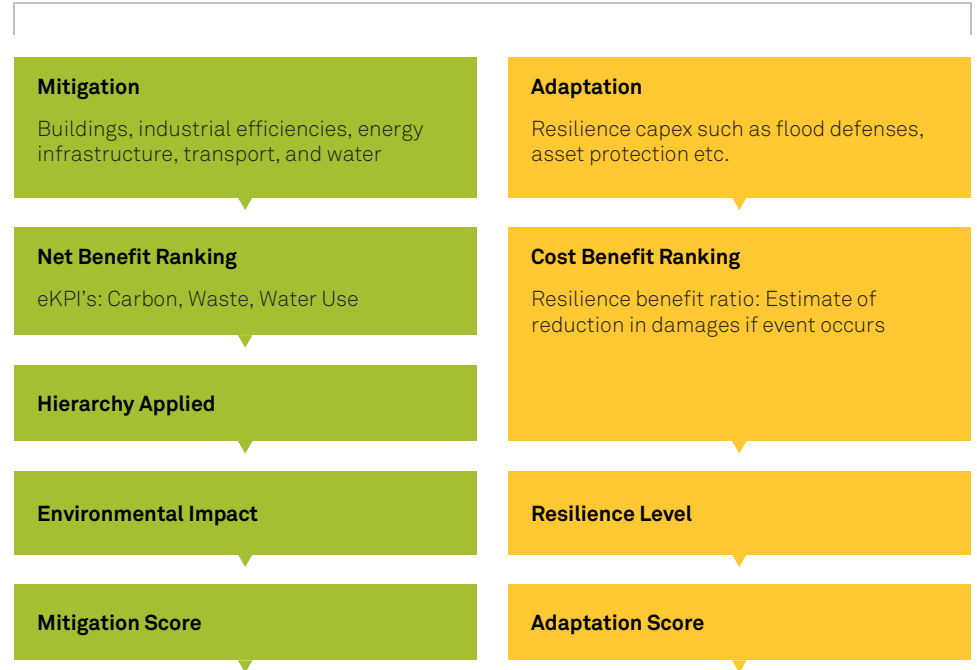 Mitigation
Buildings, industrial efficiencies, energy
infrastructure, transport, and water
Net Benefit Ranking
eKPI's: Carbon, Waste, Water Use
Hierarchy Applied
Environmental Impact
Mitigation Score
Adaptation
Resilience capex such as flood defenses,
asset protection etc.
Cost Benefit Ranking
Resilience benefit ratio: Estimate of
reduction in damages if event occurs
Resilience Level
Adaptation Score